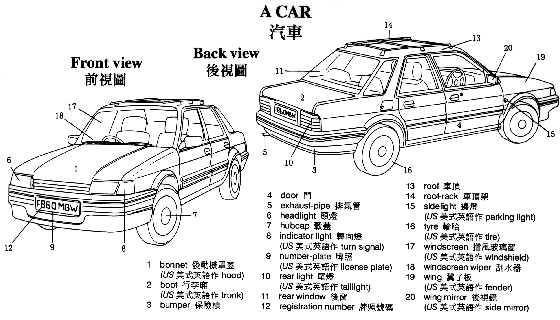 A CAR
汽車
Front view
前視圖
Back view
後視圖
14
13
20
19
11
2
17
18
1
6
4
15
5
10
3
16
F860 MBW
7
12
9
3
8
1 bonnet 發動機罩蓋
(US 美式英語作 hood)
2 boot 行李廂
(US 美式英語作 trunk)
3 bumper 保險槓
4 door 門
5 exhaust-pipe 排氣管
6 headlight 頭燈
7 hubcap 轂蓋
8 indicator light 轉向燈
(US 美式英語作 turn signal)
9 number-plate 牌照
(US 美式英語作 license plate)
10 rear light 尾燈
(US 美式英語作 taillight)
11 rear window 後窗
12 registration number 牌照號碼
13 roof 車頂
14 roof-rack 車頂架
15 sidelight 邊燈
(US 美式英語作 parking light)
16 tyre 輪胎
(US 美式英語作 tire)
17 windscreen 擋風玻璃窗
(US 美式英語作 windshield)
18 windscreen wiper 刮水器
19 wing 翼子板
(US 美式英語作 fender)
20 wing mirror 後視鏡
(US 美式英語作 side mirror)